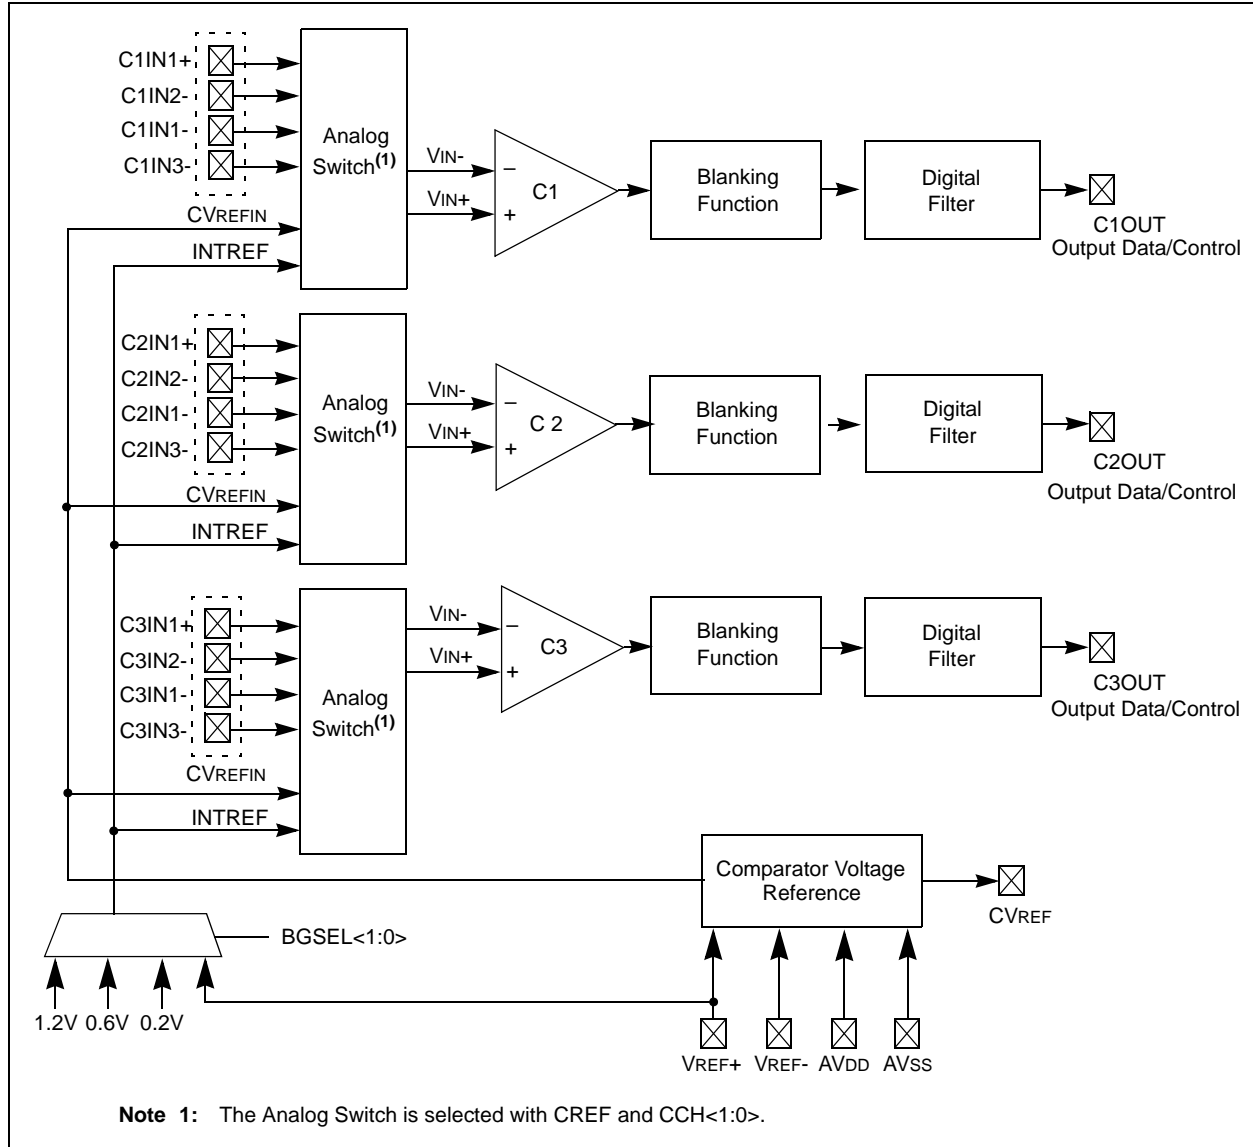 C1IN1+
C1IN2-
C1IN1-
C1IN3-
CVREFIN
INTREF
Analog
Switch(1)
VIN-
VIN+
–
+
C1
Blanking
Function
Digital
Filter
C1OUT
Output Data/Control
C2IN1+
C2IN2-
C2IN1-
C2IN3-
CVREFIN
INTREF
Analog
Switch(1)
VIN-
VIN+
–
+
C 2
Blanking
Function
Digital
Filter
C2OUT
Output Data/Control
C3IN1+
C3IN2-
C3IN1-
C3IN3-
CVREFIN
INTREF
Analog
Switch(1)
VIN-
VIN+
–
+
C3
Blanking
Function
Digital
Filter
C3OUT
Output Data/Control
Comparator Voltage
Reference
CVREF
BGSEL<1:0>
1.2V 0.6V 0.2V
VREF+ VREF- AVDD AVSS
Note 1: The Analog Switch is selected with CREF and CCH<1:0>.